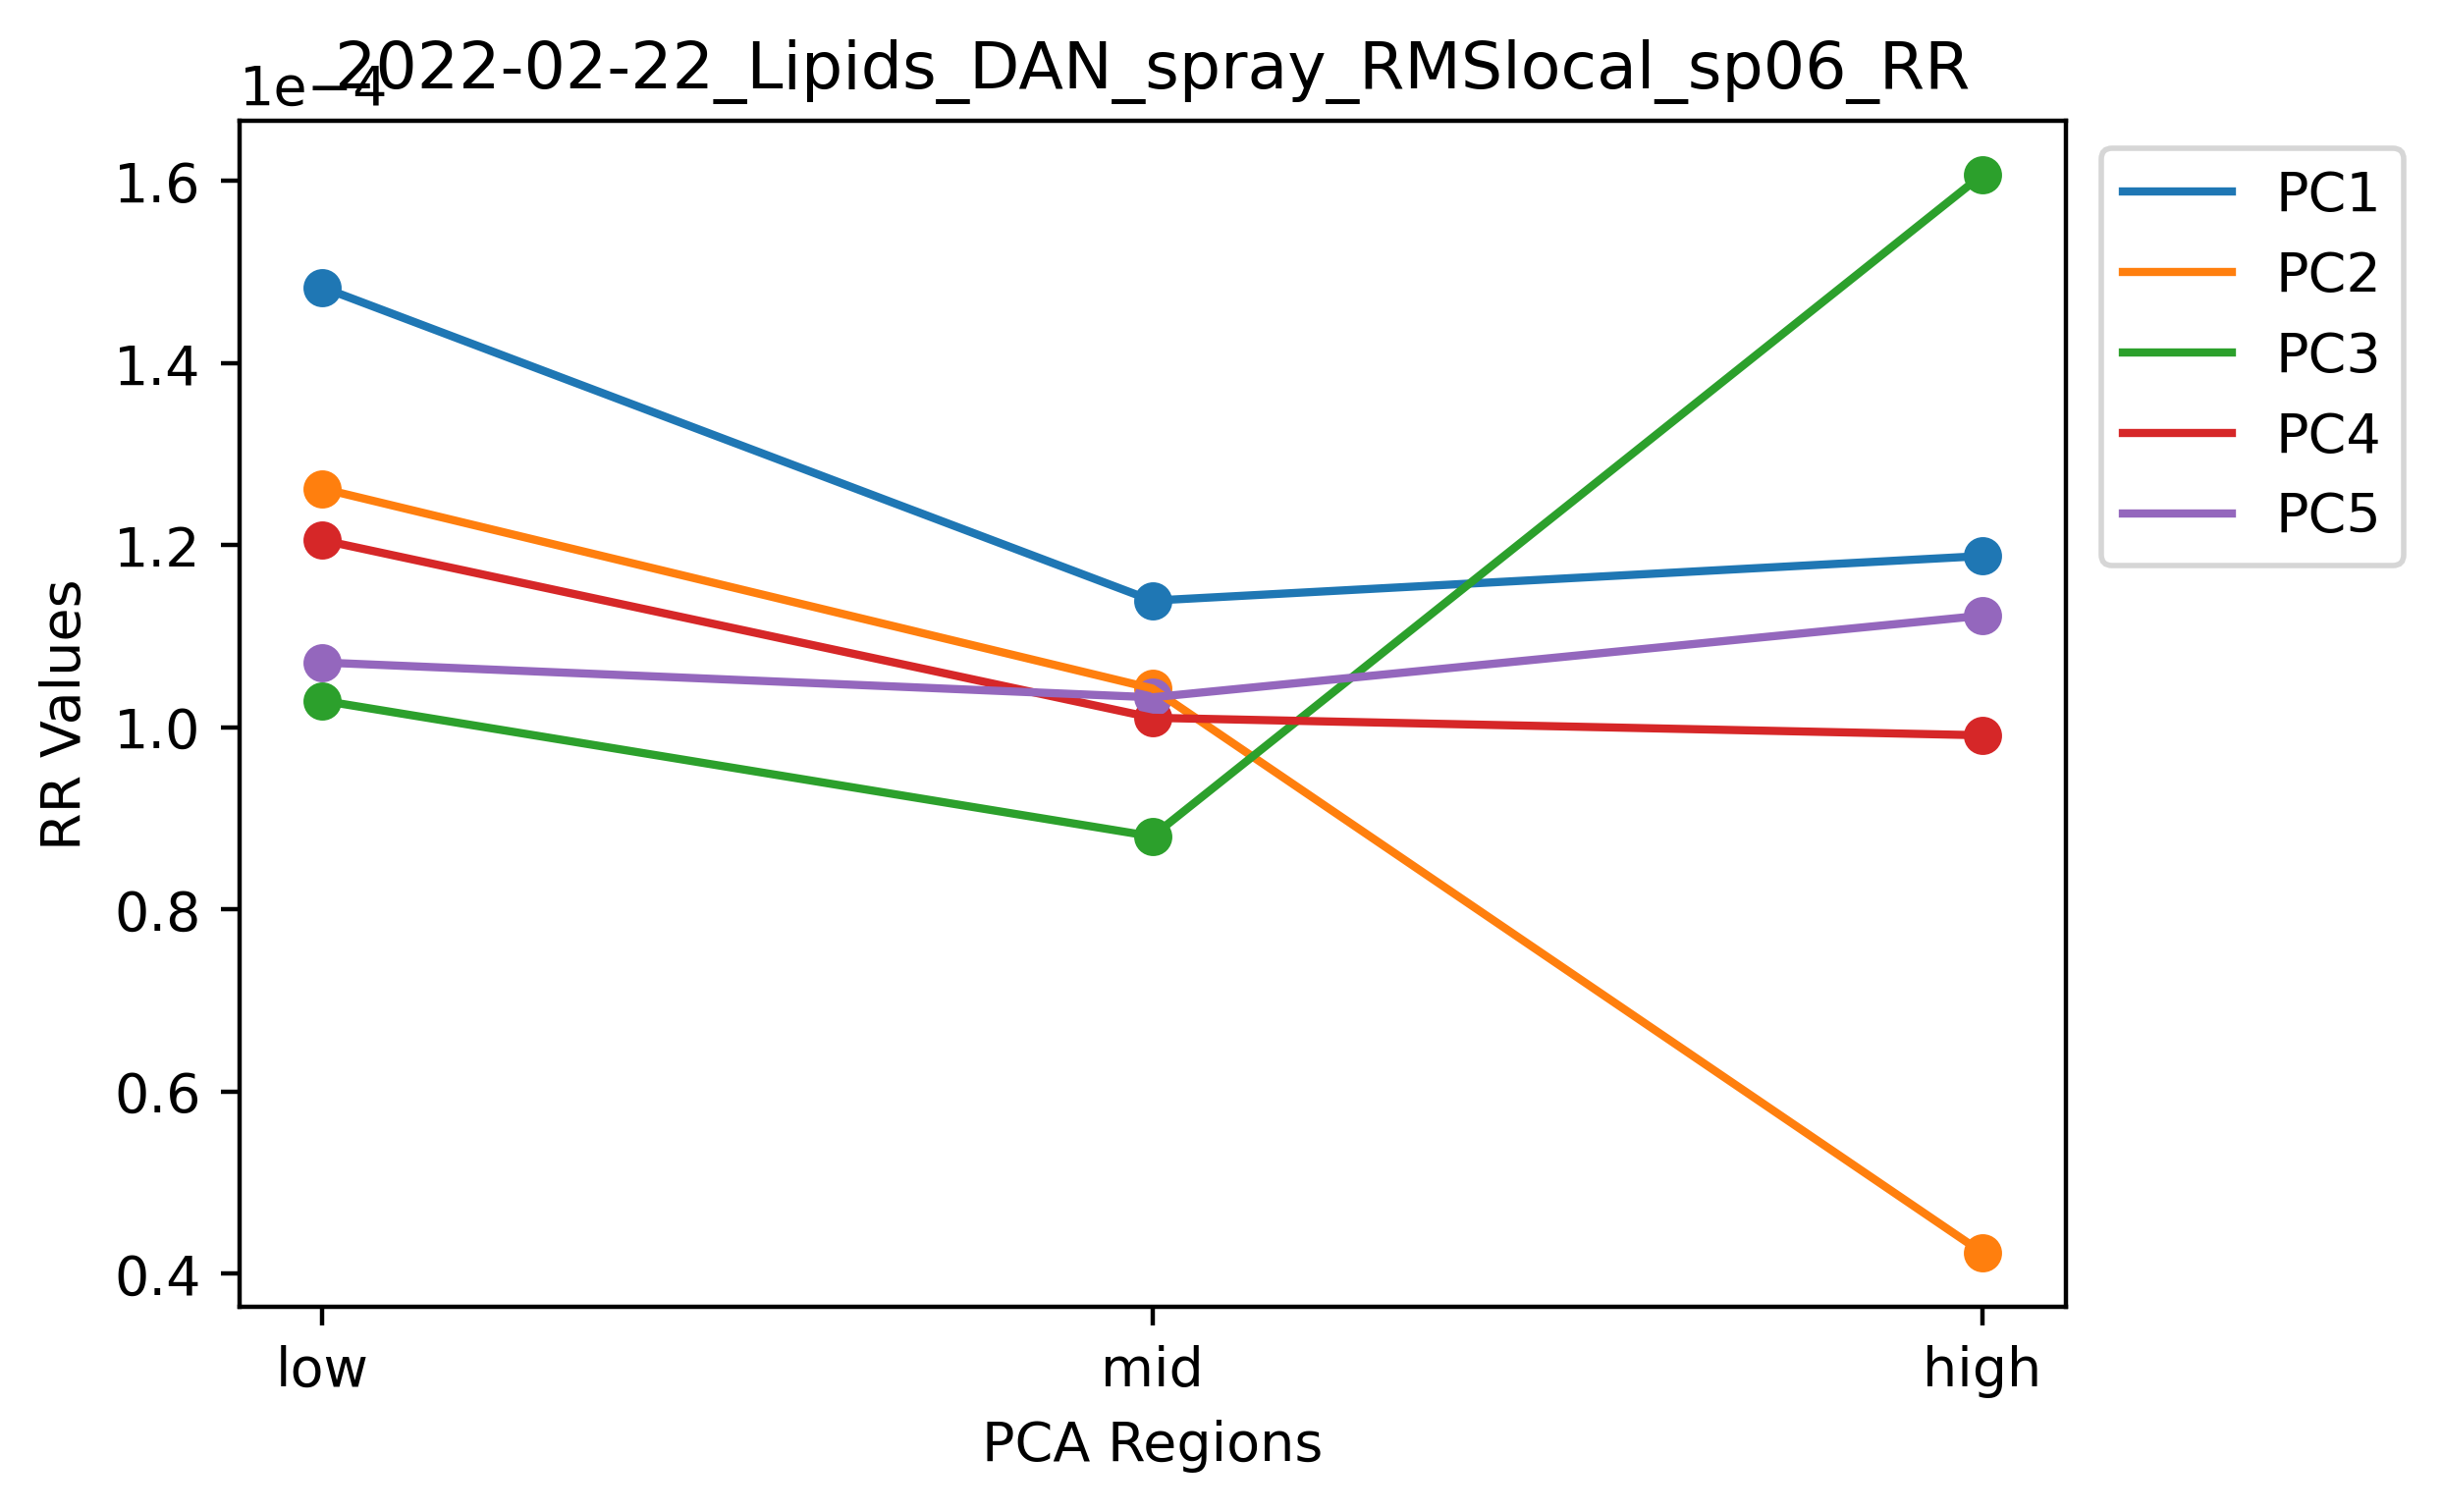 2022-02-22_Lipids_DAN_spray_RMSlocal_sp06_RR
1e−4
1.6
1.4
1.2
1.0
0.8
0.6
0.4
RR Values
low mid high
PCA Regions
PC1
PC2
PC3
PC4
PC5